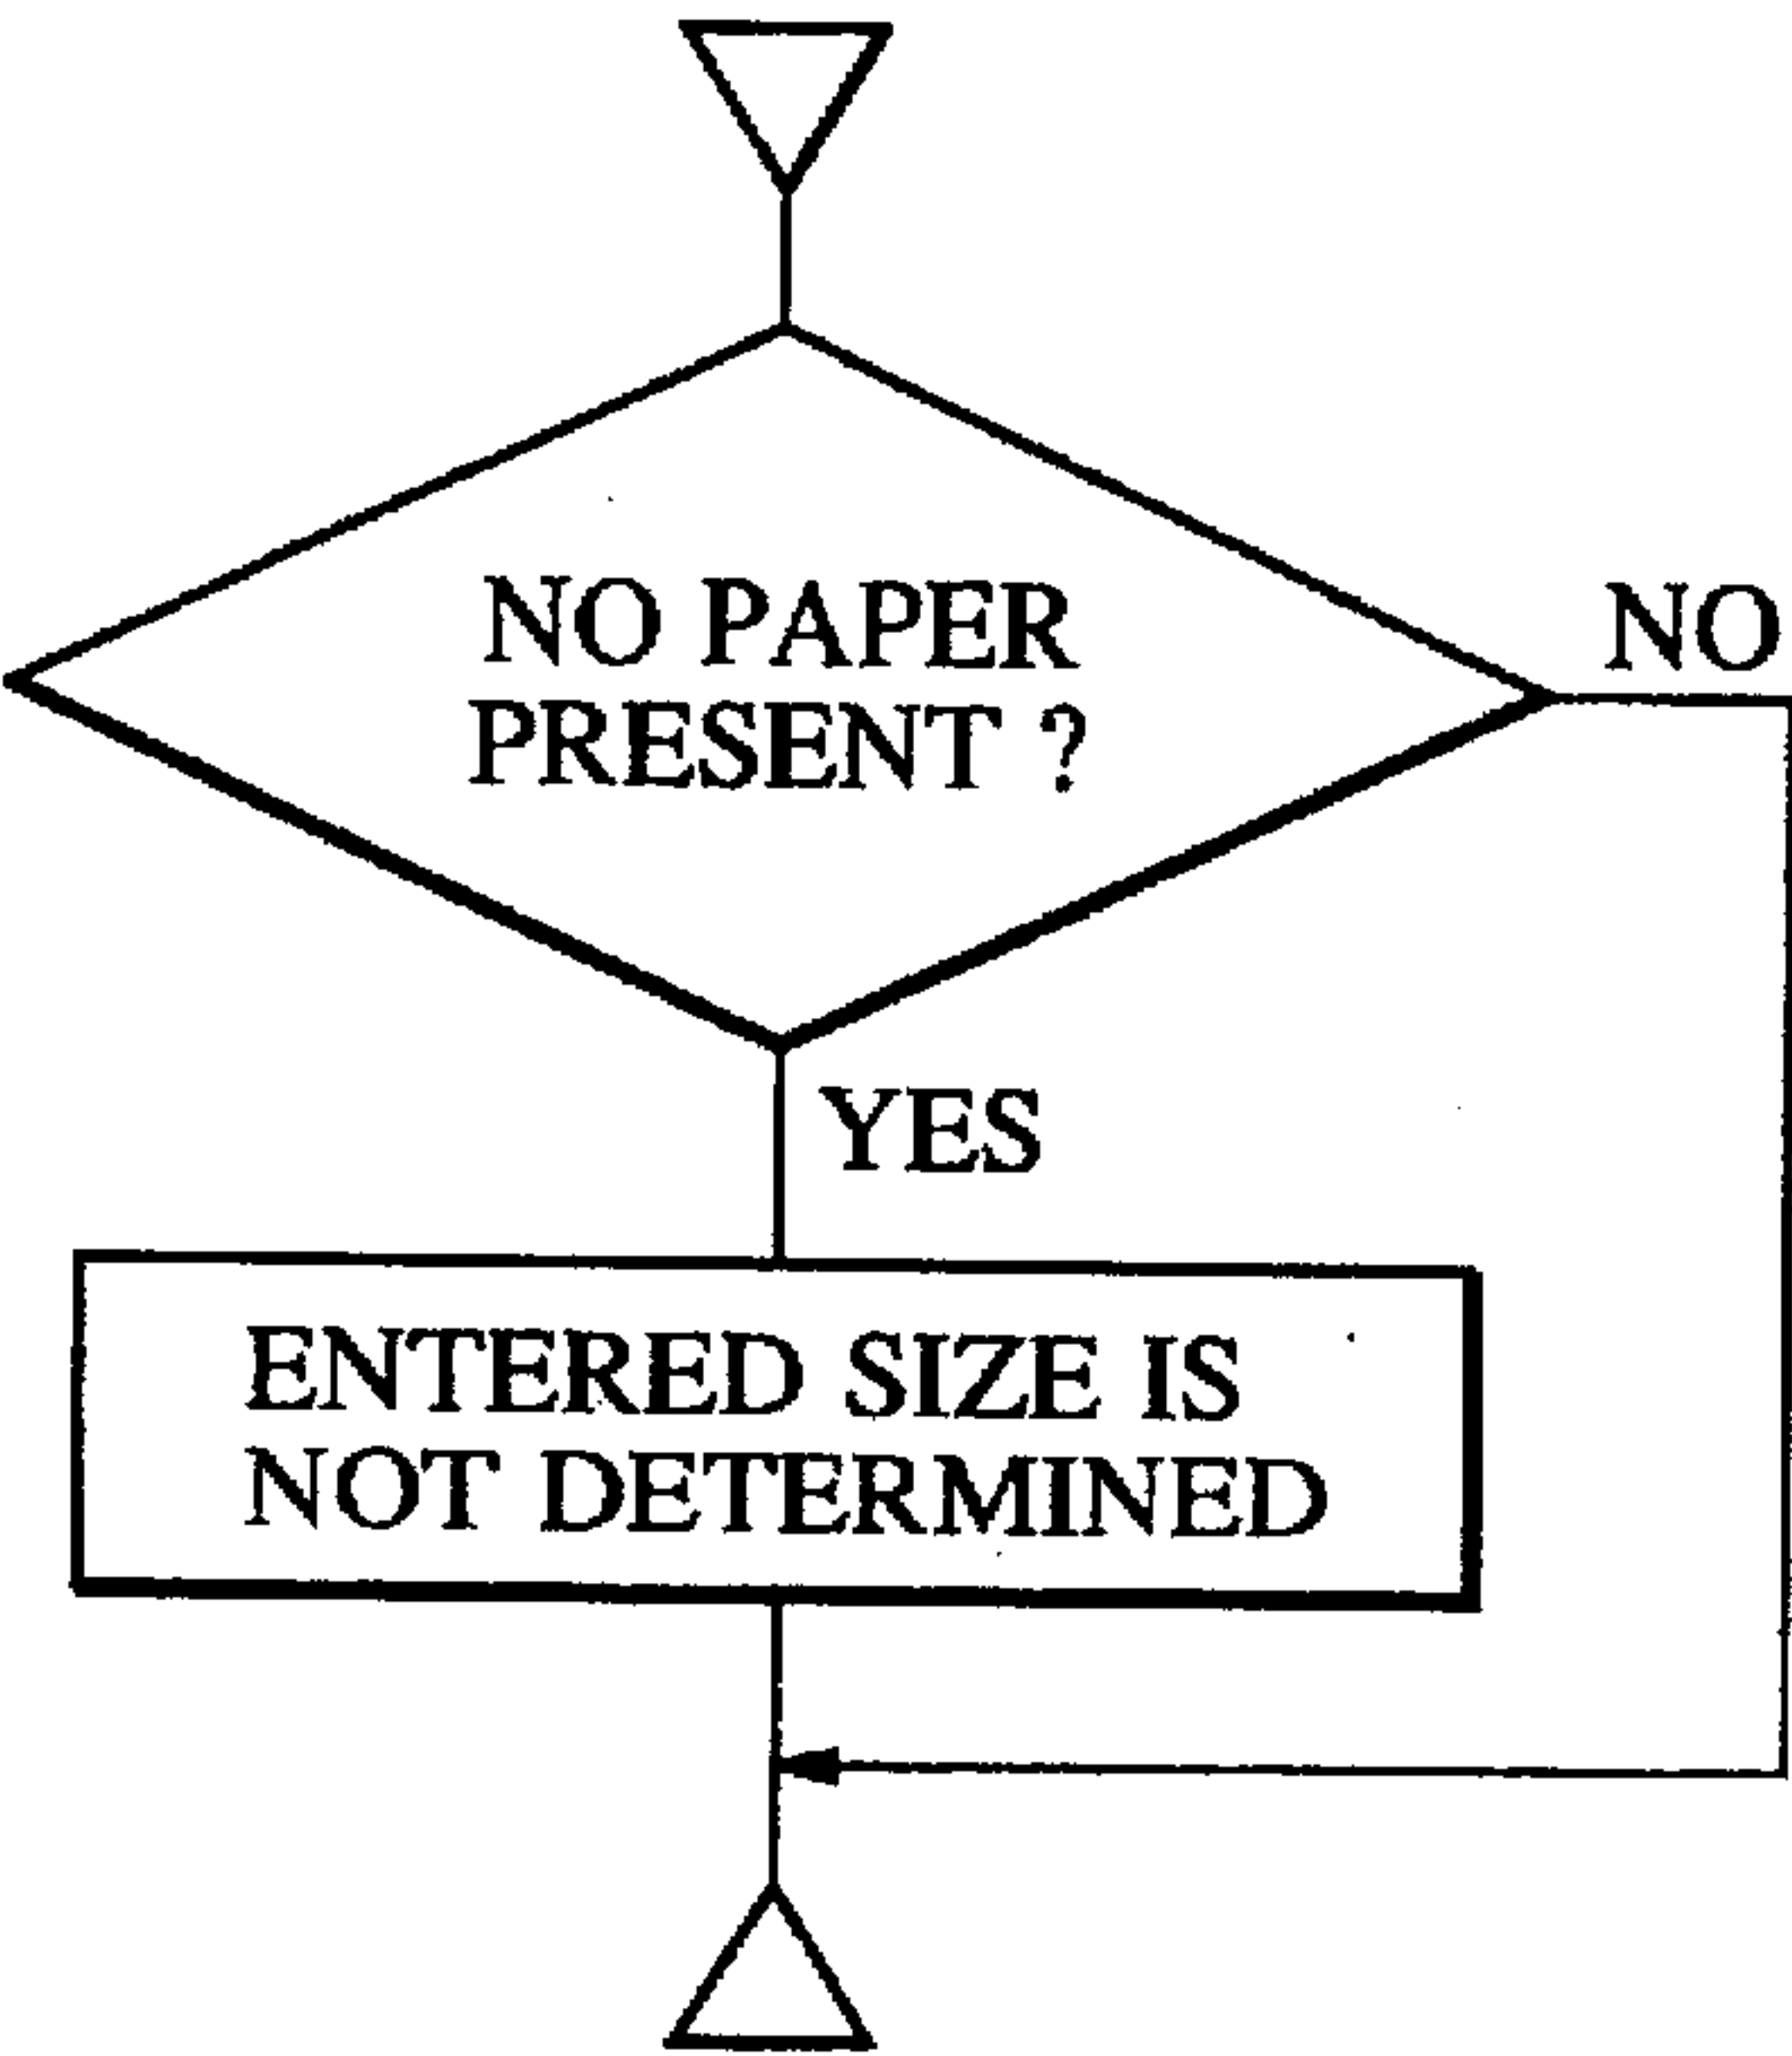 NO PAPER
PRESENT ?
NO
YES
ENTERED SIZE IS
NOT DETERMINED